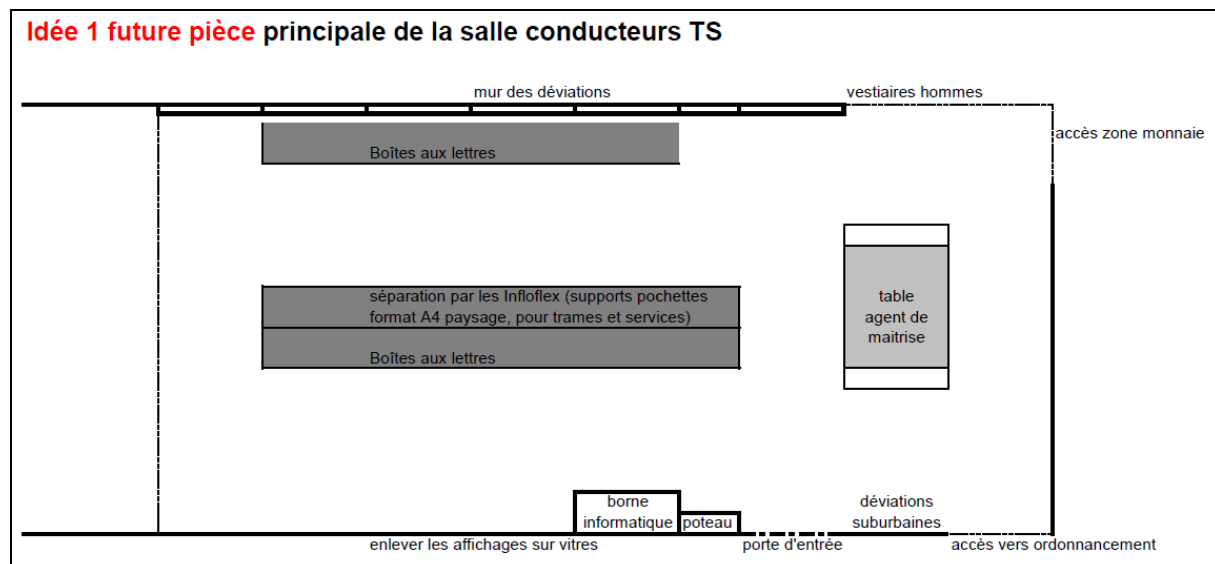 Idée 1 future pièce principale de la salle conducteurs TS
mur des déviations
vestiaires hommes
accès zone monnaie
Boîtes aux lettres
séparation par les Infloflex (supports pochettes
format A4 paysage, pour trames et services)
Boîtes aux lettres
table
agent de
maitrise
borne
informatique
poteau
déviations
suburbaines
enlever les affichages sur vitres
porte d'entrée
accès vers ordonnancement